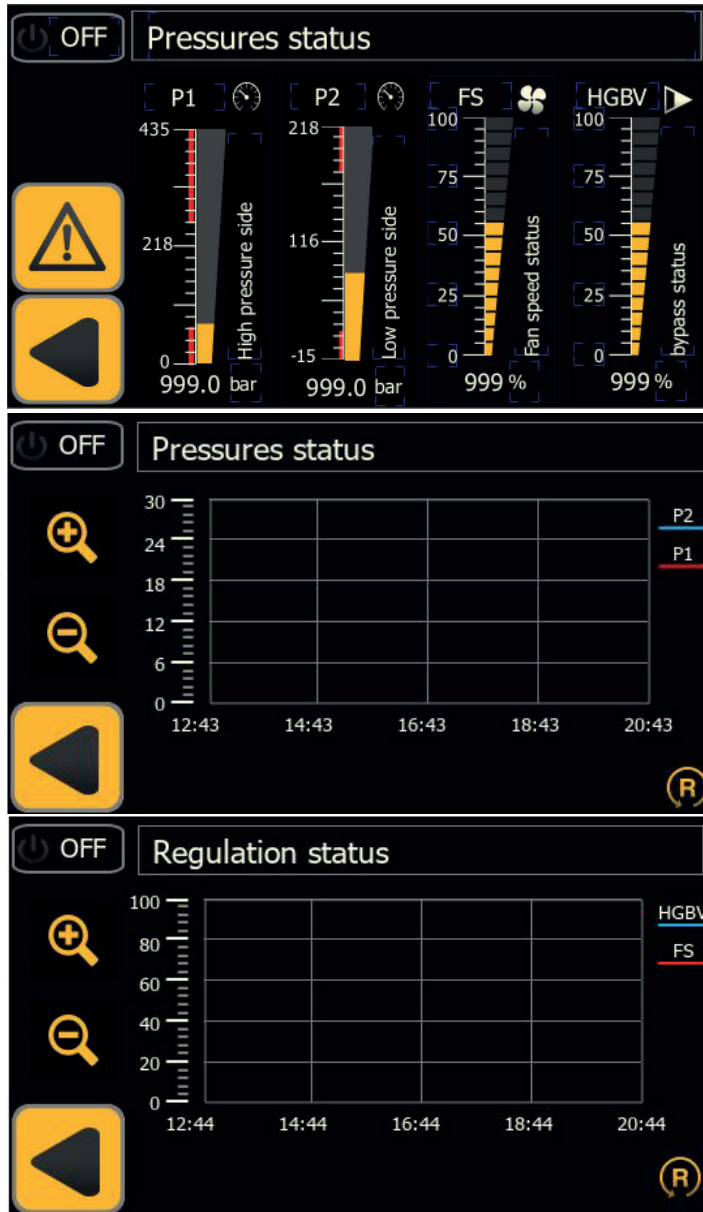 OFF Pressures status
P1 P2 FS HGBV
435 218 100 100
75 75
218 116 50 50
25 25
0 -15 0 0
High pressure side
Low pressure side
Fan speed status
bypass status
999.0 bar 999.0 bar 999 % 999 %
OFF Pressures status
30
24
18
12
6
0
12:43 14:43 16:43 18:43 20:43
P2
P1
R
OFF Regulation status
100
80
60
40
20
0
12:44 14:44 16:44 18:44 20:44
HGBV
FS
R